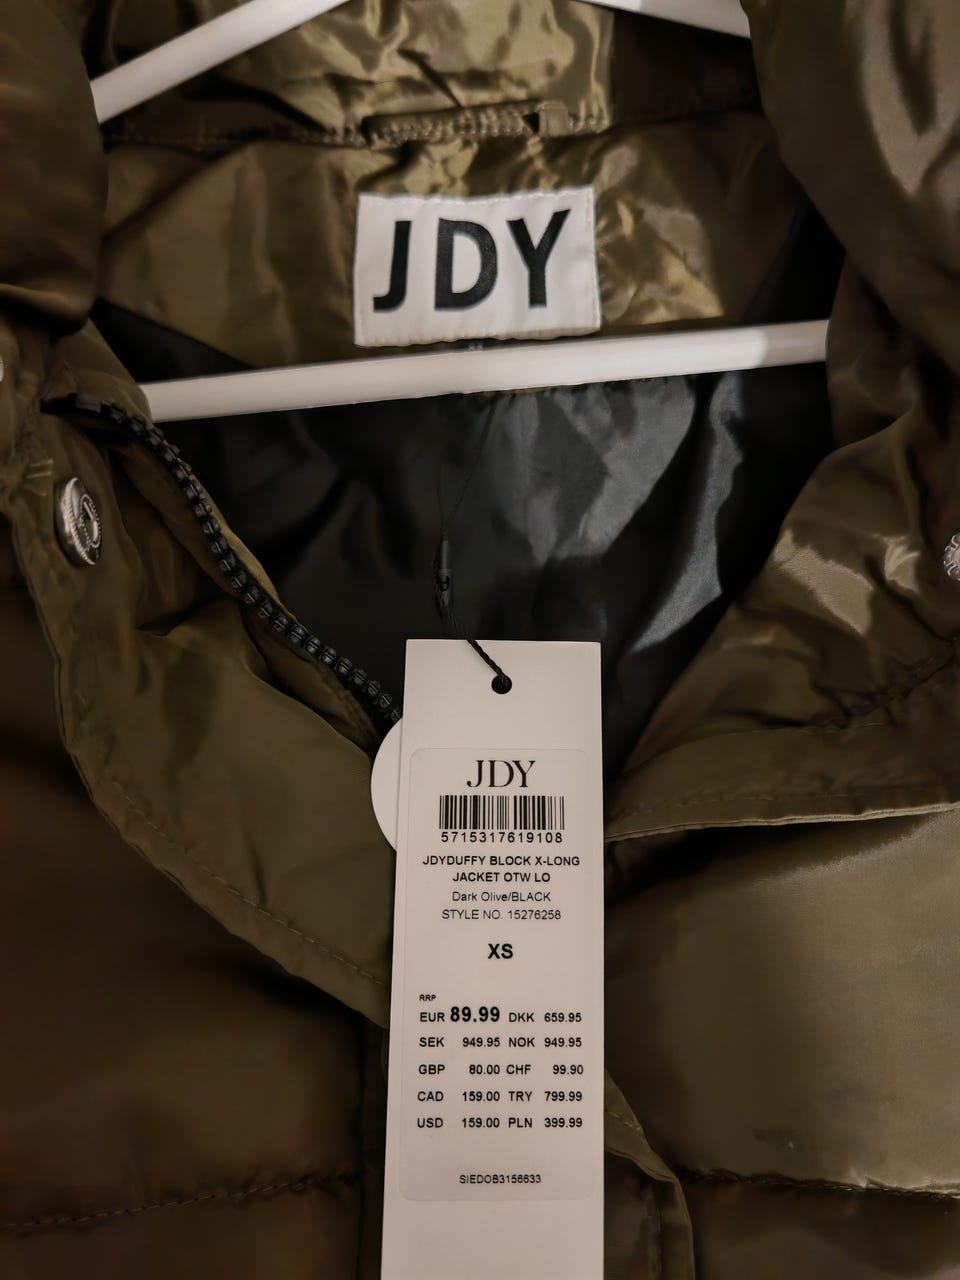 JDY
JDY
5715317619108
JDYDUFFY BLOCK X-LONG
JACKET OTW LO
Dark Olive/BLACK
STYLE NO. 15276258
XS
RRP
EUR 89.99 DKK 659.95
SEK 949.95 NOK 949.95
GBP 80.00 CHF 99.90
CAD 159.00 TRY 799.99
USD 159.00 PLN 399.99
SIEDOB3156633